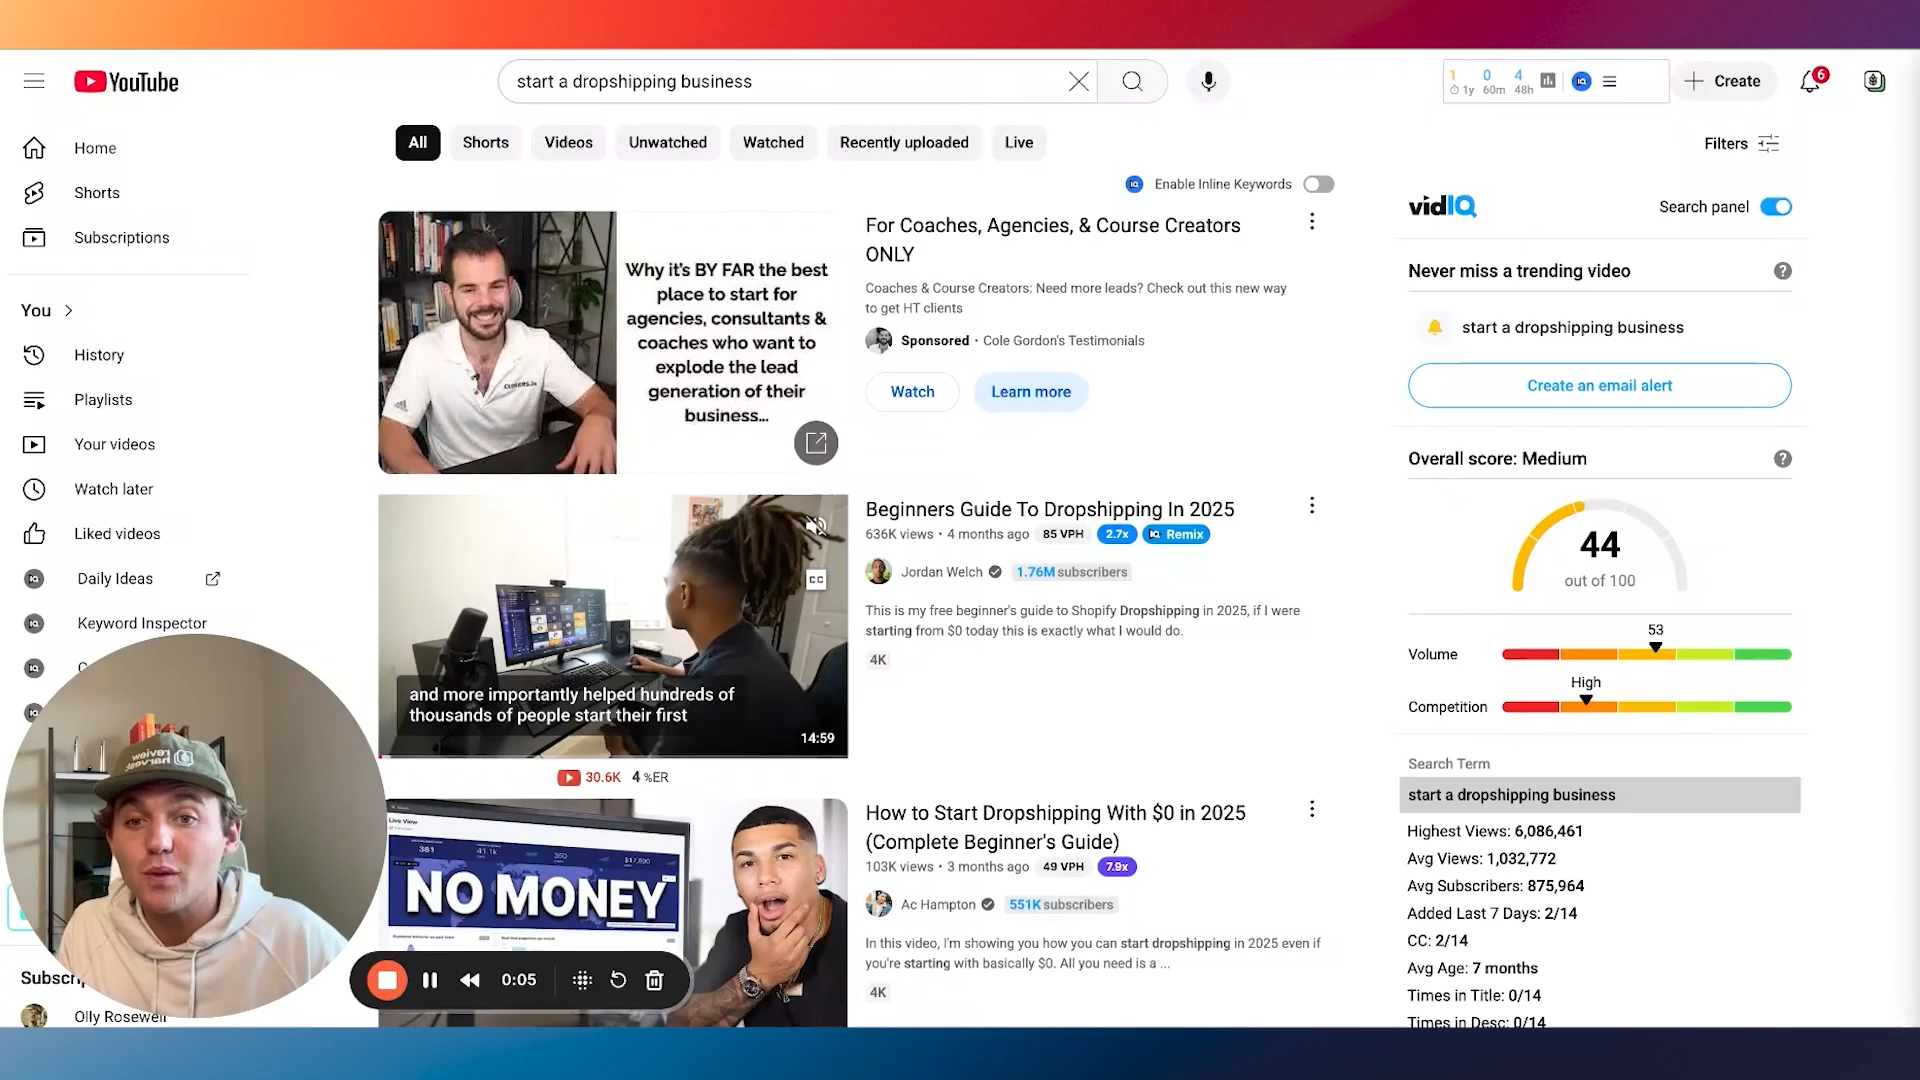 YouTube
start a dropshipping business
1
0
4
1y
60m
48h
Create
6
All
Shorts
Videos
Unwatched
Watched
Recently uploaded
Live
Filters
Home
Shorts
Subscriptions
You
History
Playlists
Your videos
Watch later
Liked videos
Daily Ideas
Keyword Inspector
Olly Rosewell
Enable Inline Keywords
Why it's BY FAR the best
place to start for
agencies, consultants &
coaches who want to
explode the lead
generation of their
business...
For Coaches, Agencies, & Course Creators
ONLY
Coaches & Course Creators: Need more leads? Check out this new way
to get HT clients
Sponsored · Cole Gordon's Testimonials
Watch
Learn more
CC
and more importantly helped hundreds of
thousands of people start their first
14:59
30.6K 4 %ER
Beginners Guide To Dropshipping In 2025
636K views • 4 months ago 85 VPH 2.7x Remix
Jordan Welch 1.76M subscribers
This is my free beginner's guide to Shopify Dropshipping in 2025, if I were
starting from $0 today this is exactly what I would do.
4K
Live View
NO MONEY
How to Start Dropshipping With $0 in 2025
(Complete Beginner's Guide)
103K views • 3 months ago 49 VPH 7.9x
Ac Hampton 551K subscribers
In this video, I'm showing you how you can start dropshipping in 2025 even if
you're starting with basically $0. All you need is a ...
4K
0:05
review
harvest
vidIQ
Search panel
Never miss a trending video
start a dropshipping business
Create an email alert
Overall score: Medium
44
out of 100
53
Volume
High
Competition
Search Term
start a dropshipping business
Highest Views: 6,086,461
Avg Views: 1,032,772
Avg Subscribers: 875,964
Added Last 7 Days: 2/14
CC: 2/14
Avg Age: 7 months
Times in Title: 0/14
Times in Desc: 0/14